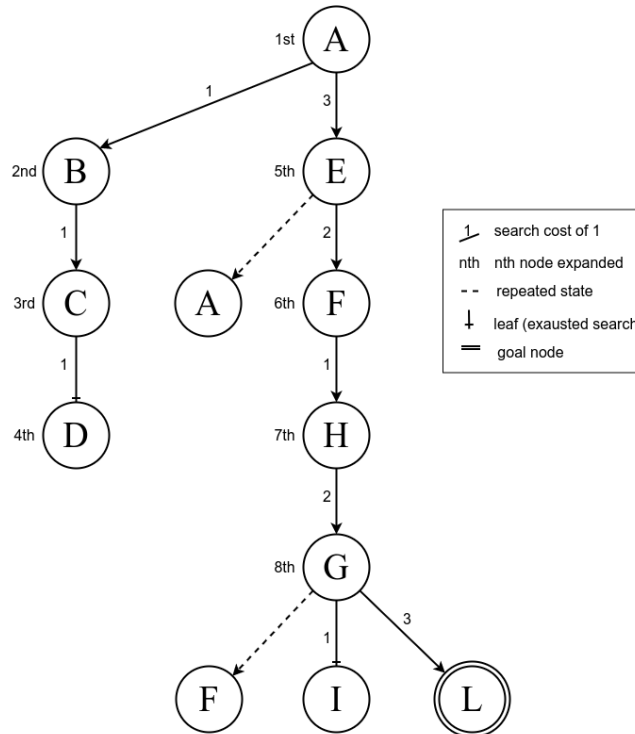 1st A
1 3
2nd B 5th E
1 2
3rd C A 6th F
1 1
4th D 7th H
2
8th G
1 3
F I L
1 search cost of 1
nth nth node expanded
repeated state
leaf (exausted search
goal node